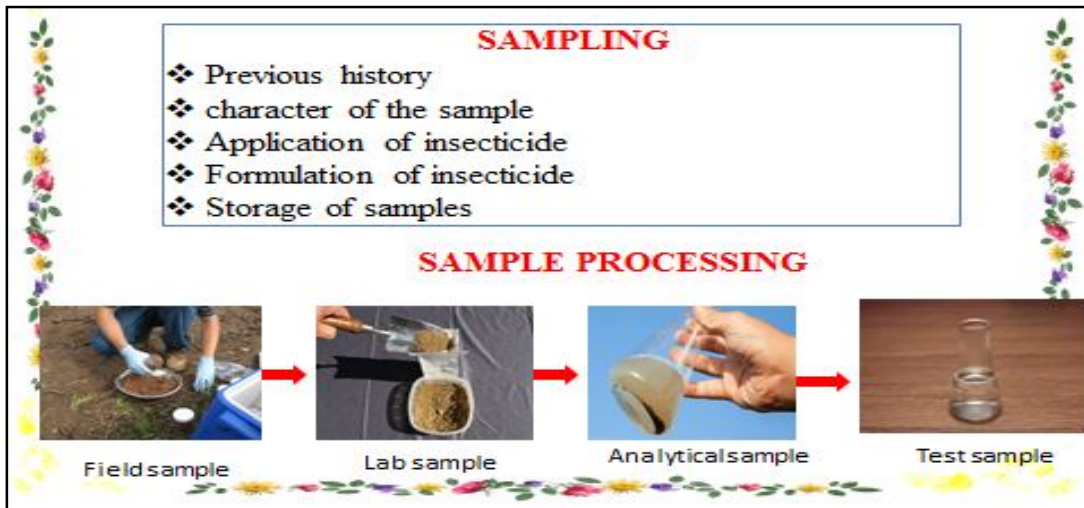 SAMPLING
❖ Previous history
❖ character of the sample
❖ Application of insecticide
❖ Formulation of insecticide
❖ Storage of samples
SAMPLE PROCESSING
Field sample
Lab sample
Analytical sample
Test sample